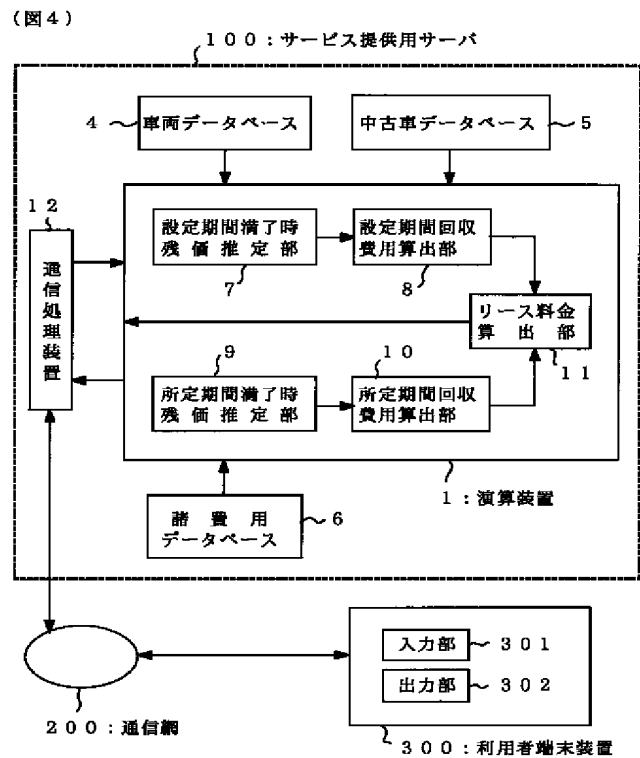 (図4)
100:サービス提供用サーバ
4
車両データベース
中古車データベース
5
12
通信処理装置
設定期間満了時
残価推定部
7
設定期間回収
費用算出部
8
リース料金
算出部
11
9
所定期間満了時
残価推定部
10
所定期間回収
費用算出部
1:演算装置
諸費用
データベース
6
200:通信網
入力部
301
出力部
302
300:利用者端末装置